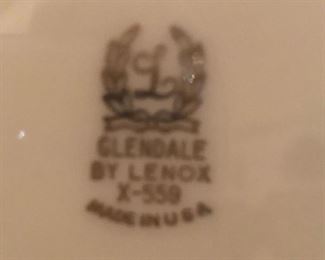 L
GLENDALE
BY LENOX
X-559
MADE IN U S A